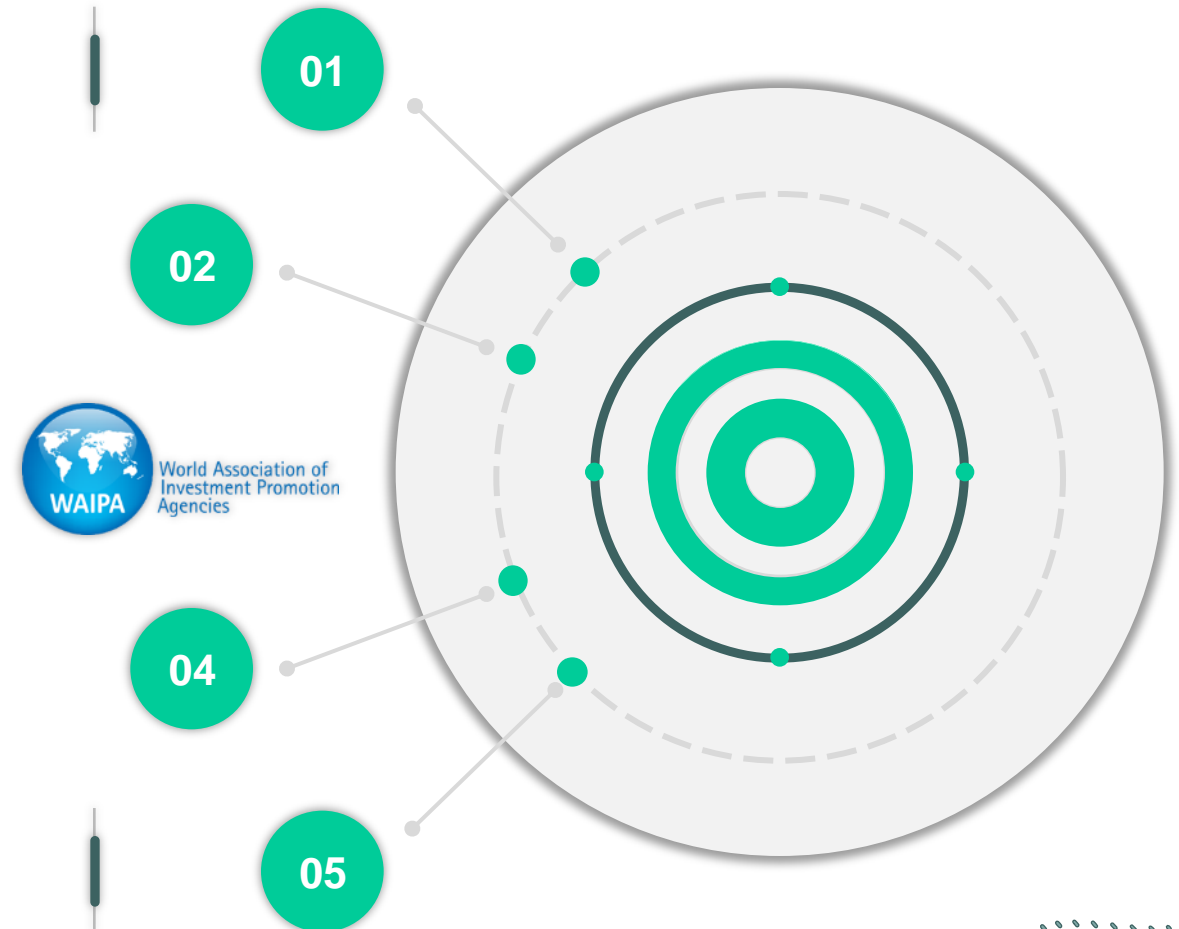 01
02
WAIPA
World Association of
Investment Promotion
Agencies
04
05